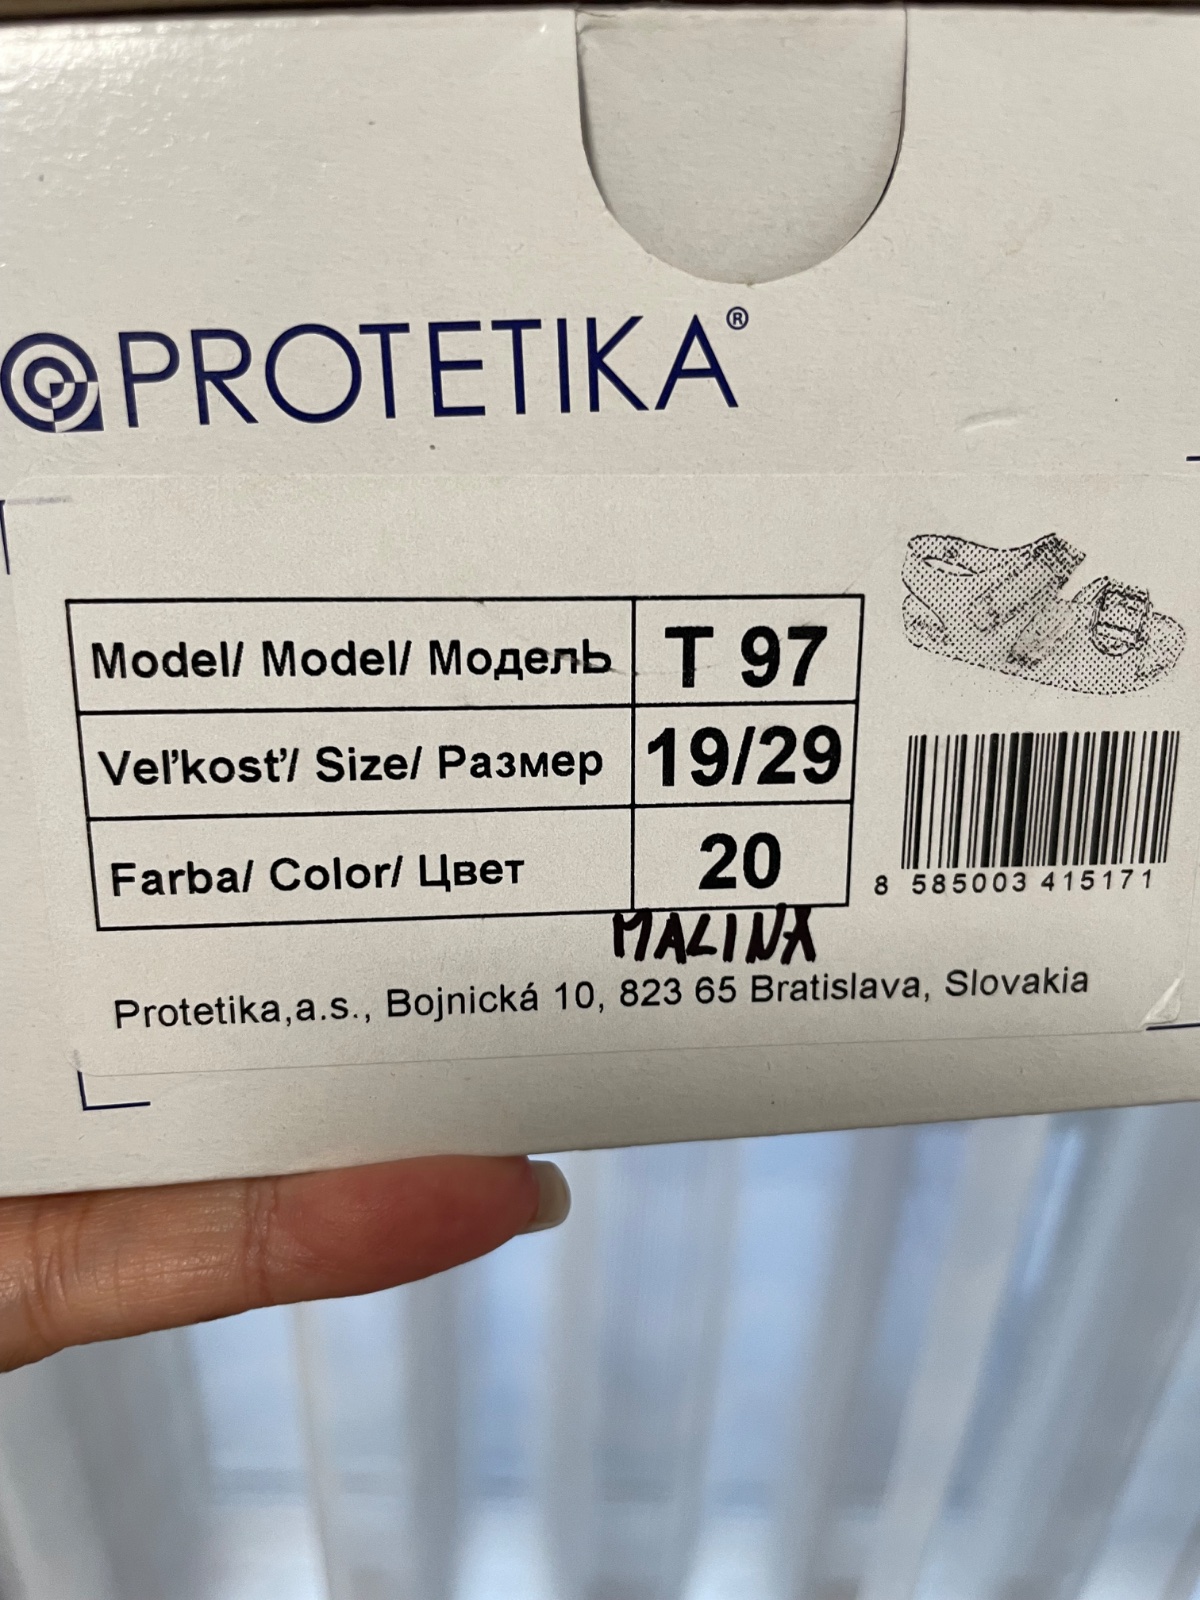 PROTETIKA®
Model/ Model/ Модель T 97
Veľkosť/ Size/ Размер 19/29
Farba/ Color/ Цвет 20
MALINA
8 585003 415171
Protetika,a.s., Bojnická 10, 823 65 Bratislava, Slovakia